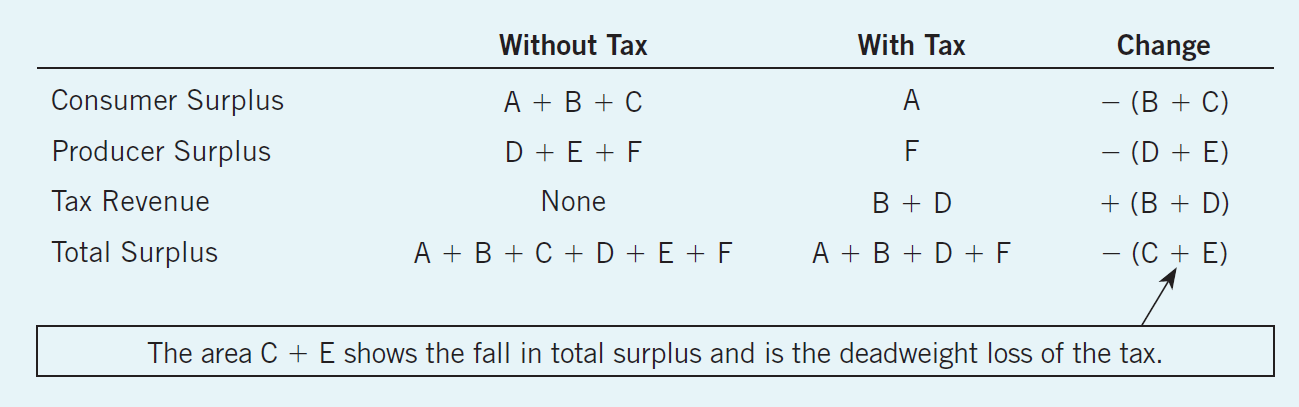 Without Tax With Tax Change
Consumer Surplus A + B + C A − (B + C)
Producer Surplus D + E + F F − (D + E)
Tax Revenue None B + D + (B + D)
Total Surplus A + B + C + D + E + F A + B + D + F − (C + E)
The area C + E shows the fall in total surplus and is the deadweight loss of the tax.